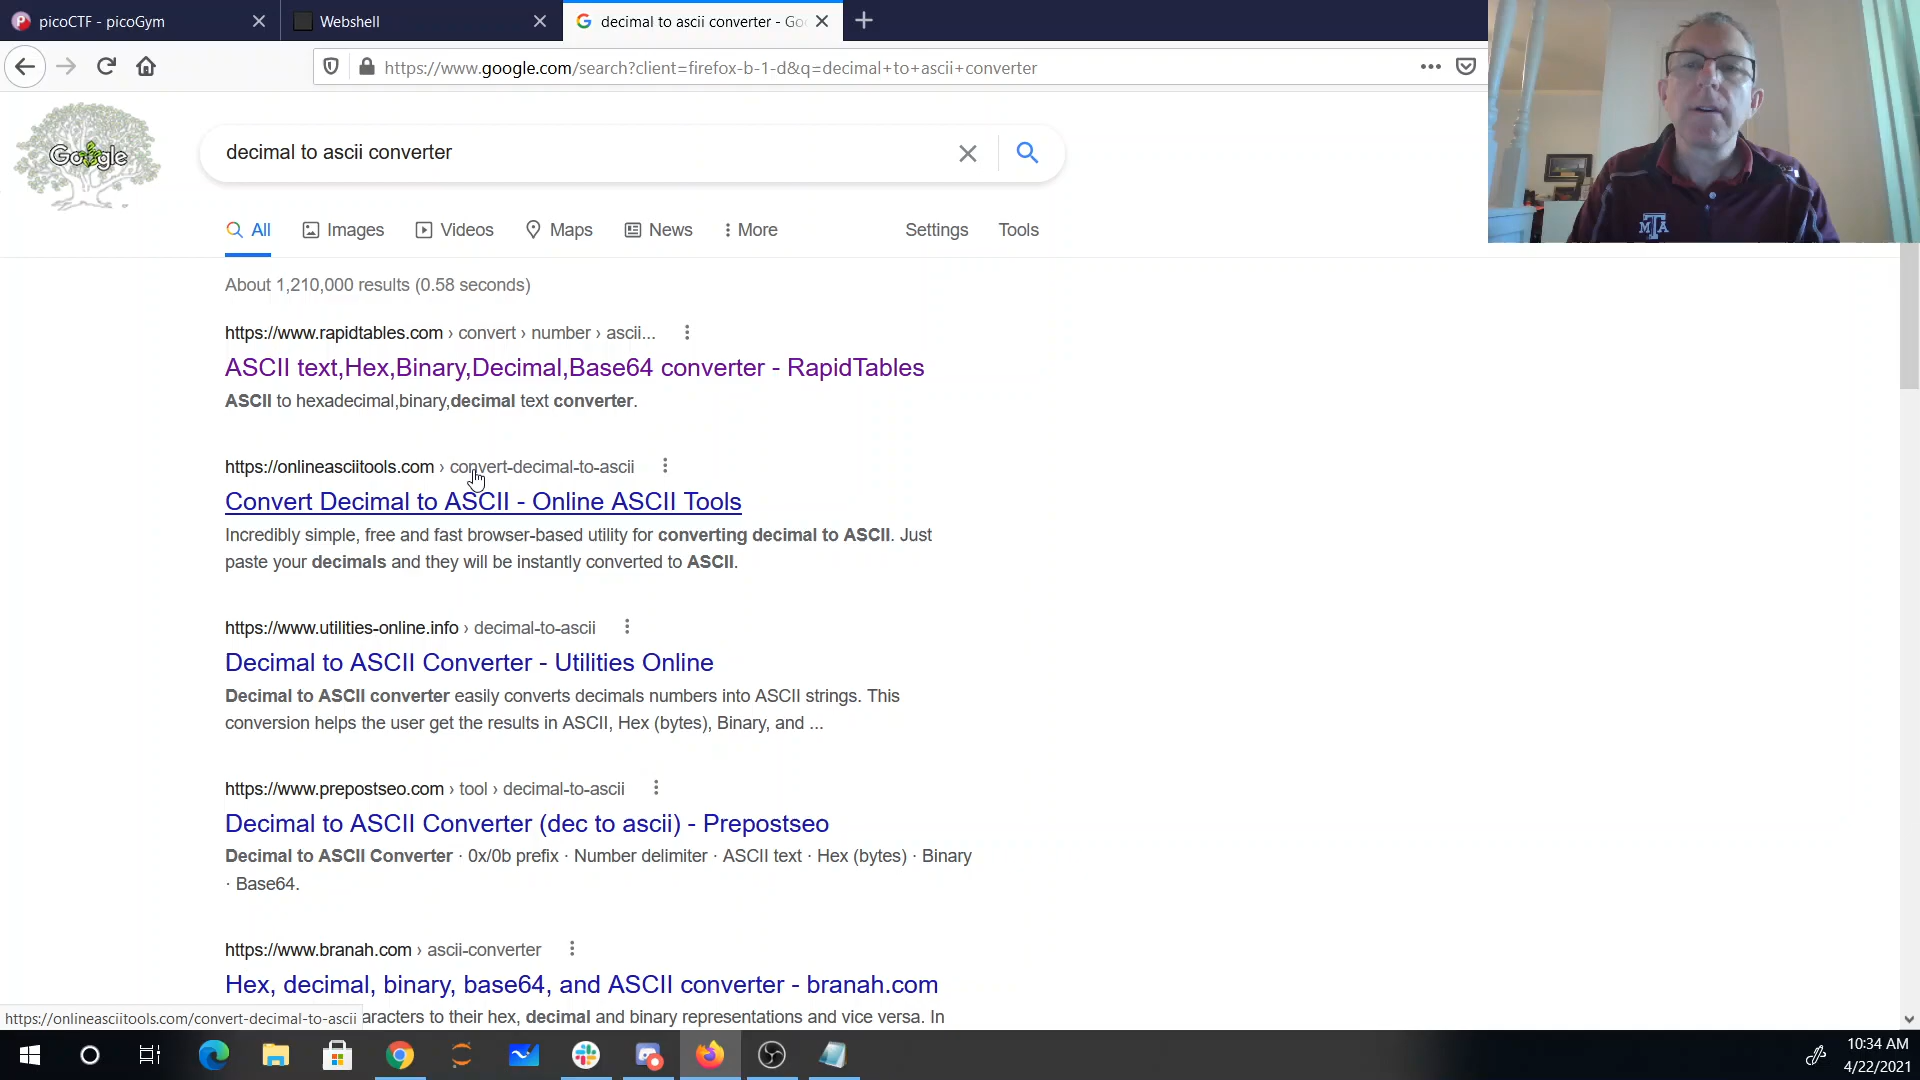 picoCTF - picoGym
Webshell
decimal to ascii converter - Goo
https://www.google.com/search?client=firefox-b-1-d&q=decimal+to+ascii+converter
Google
decimal to ascii converter
All
Images
Videos
Maps
News
More
Settings
Tools
About 1,210,000 results (0.58 seconds)
https://www.rapidtables.com › convert › number › ascii...
ASCII text,Hex,Binary,Decimal,Base64 converter - RapidTables
ASCII to hexadecimal,binary,decimal text converter.
https://onlineasciitools.com › convert-decimal-to-ascii
Convert Decimal to ASCII - Online ASCII Tools
Incredibly simple, free and fast browser-based utility for converting decimal to ASCII. Just
paste your decimals and they will be instantly converted to ASCII.
https://www.utilities-online.info › decimal-to-ascii
Decimal to ASCII Converter - Utilities Online
Decimal to ASCII converter easily converts decimals numbers into ASCII strings. This
conversion helps the user get the results in ASCII, Hex (bytes), Binary, and ...
https://www.prepostseo.com › tool › decimal-to-ascii
Decimal to ASCII Converter (dec to ascii) - Prepostseo
Decimal to ASCII Converter · 0x/0b prefix · Number delimiter · ASCII text · Hex (bytes) · Binary
· Base64.
https://www.branah.com › ascii-converter
Hex, decimal, binary, base64, and ASCII converter - branah.com
aracters to their hex, decimal and binary representations and vice versa. In
https://onlineasciitools.com/convert-decimal-to-ascii
10:34 AM
4/22/2021